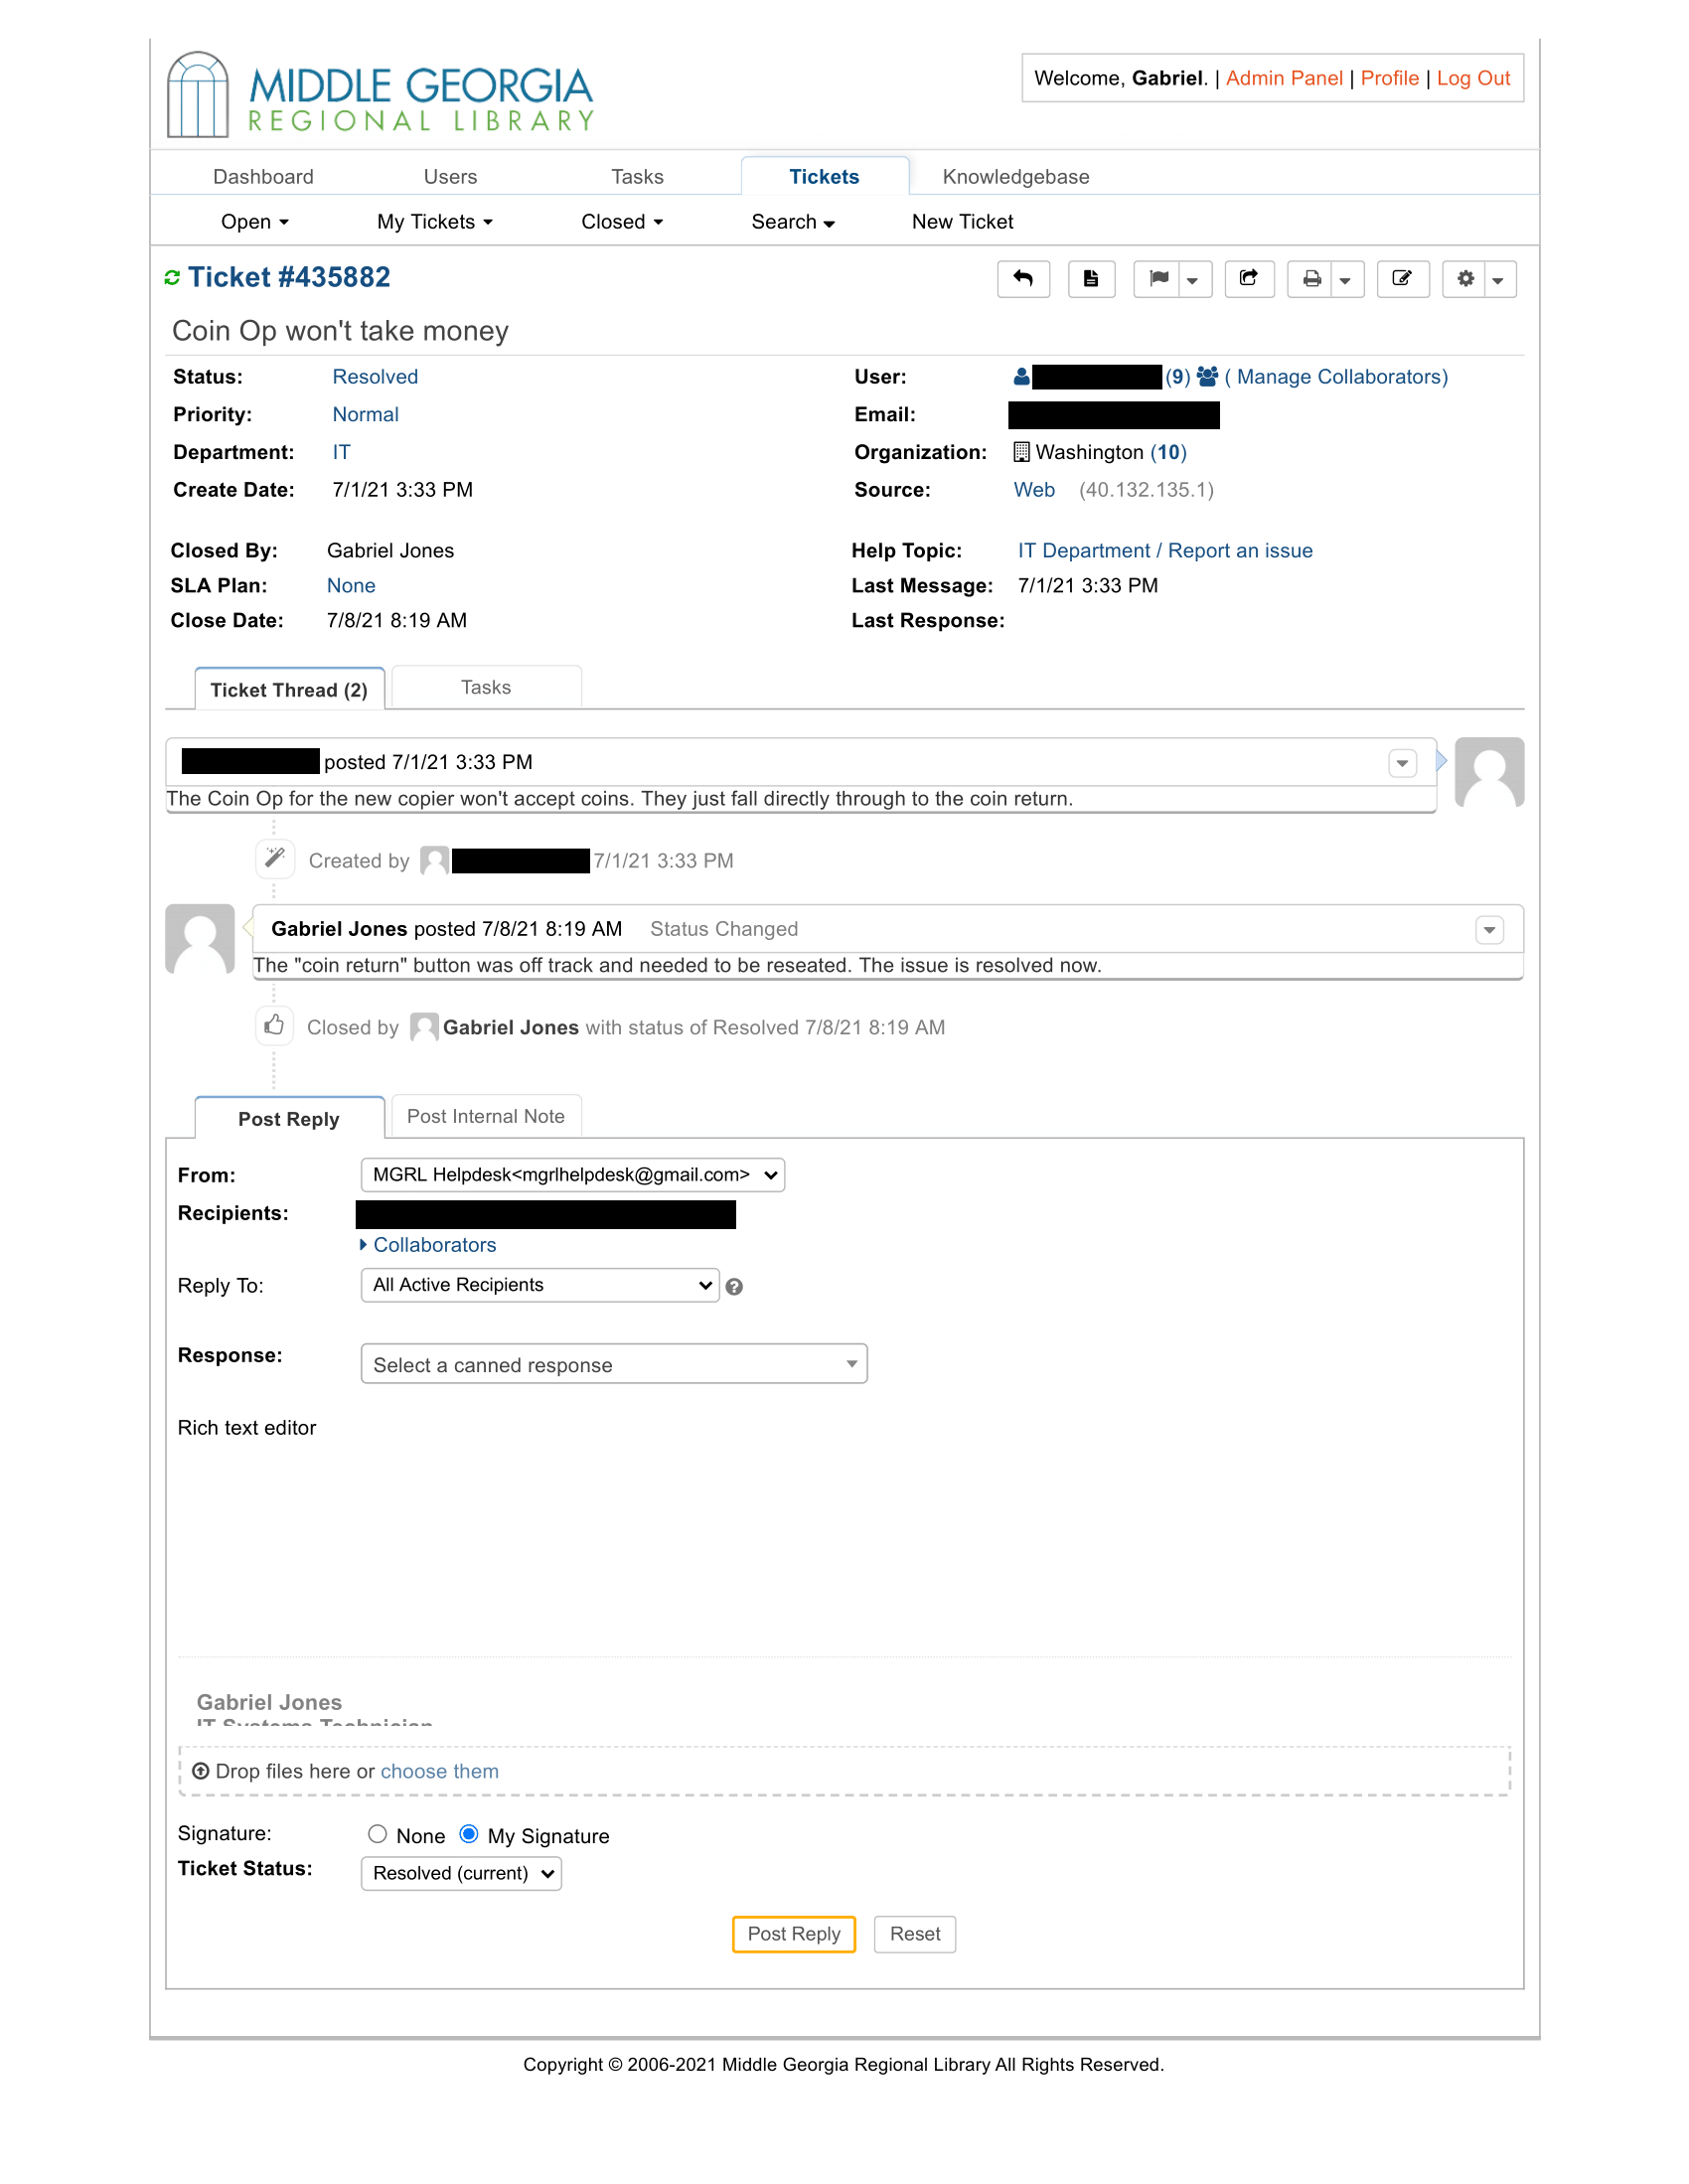 MIDDLE GEORGIA
REGIONAL LIBRARY
Welcome, Gabriel. | Admin Panel | Profile | Log Out
Dashboard Users Tasks Tickets Knowledgebase
Open My Tickets Closed Search New Ticket
Ticket #435882
Coin Op won't take money
Status: Resolved User: (9) ( Manage Collaborators)
Priority: Normal Email:
Department: IT Organization: Washington (10)
Create Date: 7/1/21 3:33 PM Source: Web (40.132.135.1)
Closed By: Gabriel Jones Help Topic: IT Department / Report an issue
SLA Plan: None Last Message: 7/1/21 3:33 PM
Close Date: 7/8/21 8:19 AM Last Response:
Ticket Thread (2) Tasks
posted 7/1/21 3:33 PM
The Coin Op for the new copier won't accept coins. They just fall directly through to the coin return.
Created by 7/1/21 3:33 PM
Gabriel Jones posted 7/8/21 8:19 AM Status Changed
The "coin return" button was off track and needed to be reseated. The issue is resolved now.
Closed by Gabriel Jones with status of Resolved 7/8/21 8:19 AM
Post Reply Post Internal Note
From: MGRL Helpdesk<mgrlhelpdesk@gmail.com>
Recipients:
Collaborators
Reply To: All Active Recipients
Response: Select a canned response
Rich text editor
Gabriel Jones
IT Systems Technician
Drop files here or choose them
Signature: None My Signature
Ticket Status: Resolved (current)
Post Reply Reset
Copyright © 2006-2021 Middle Georgia Regional Library All Rights Reserved.